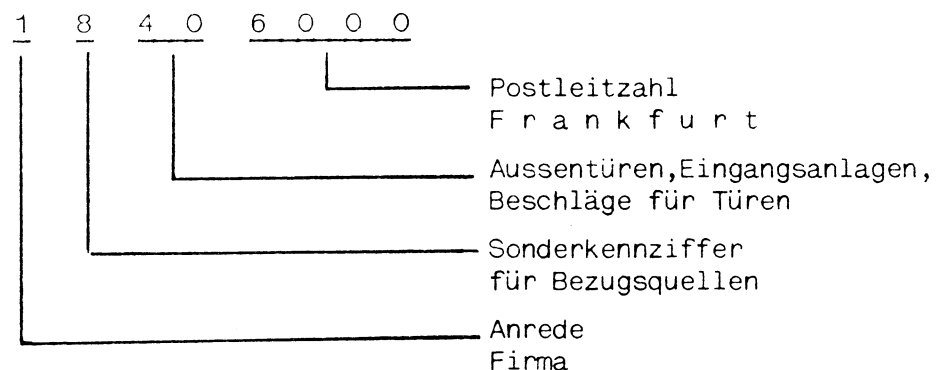 1 8 4 0 6 0 0 0
Postleitzahl
F r a n k f u r t
Aussentüren,Eingangsanlagen,
Beschläge für Türen
Sonderkennziffer
für Bezugsquellen
Anrede
Firma